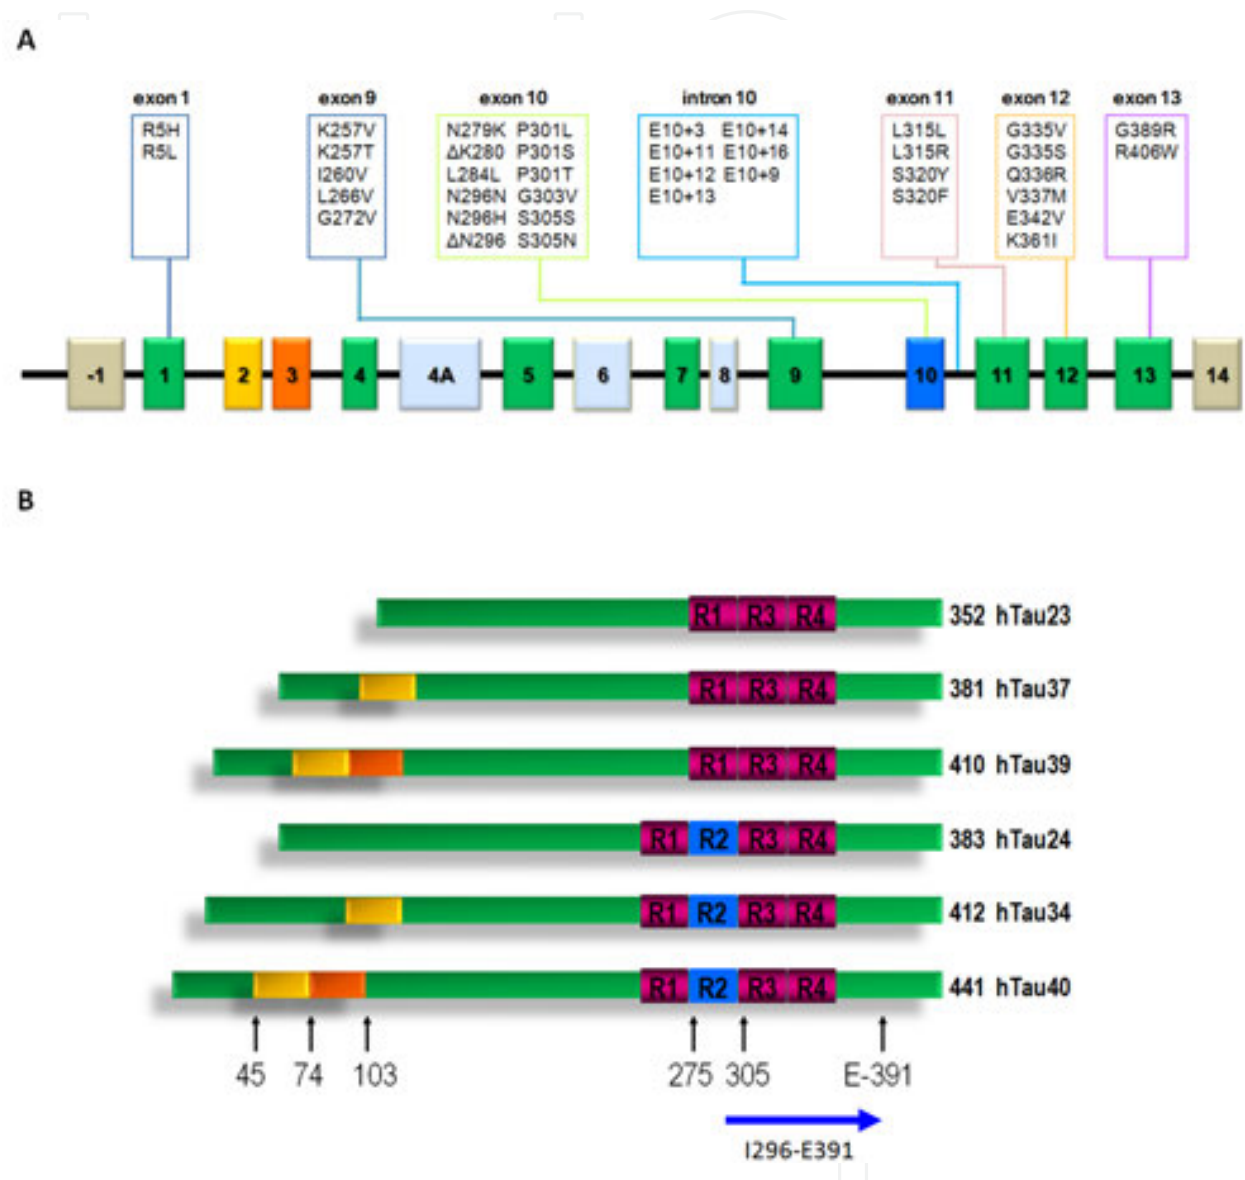 A
exon 1 exon 9 exon 10 intron 10 exon 11 exon 12 exon 13
R5H
R5L
K257V
K257T
I260V
L266V
G272V
N279K P301L
ΔK280 P301S
L284L P301T
N296N G303V
N296H S305S
ΔN296 S305N
E10+3 E10+14
E10+11 E10+16
E10+12 E10+9
E10+13
L315L
L315R
S320Y
S320F
G335V
G335S
Q336R
V337M
E342V
K361I
G389R
R406W
-1 1 2 3 4 4A 5 6 7 8 9 10 11 12 13 14
B
R1 R3 R4 352 hTau23
R1 R3 R4 381 hTau37
R1 R3 R4 410 hTau39
R1 R2 R3 R4 383 hTau24
R1 R2 R3 R4 412 hTau34
R1 R2 R3 R4 441 hTau40
45 74 103 275 305 E-391
I296-E391